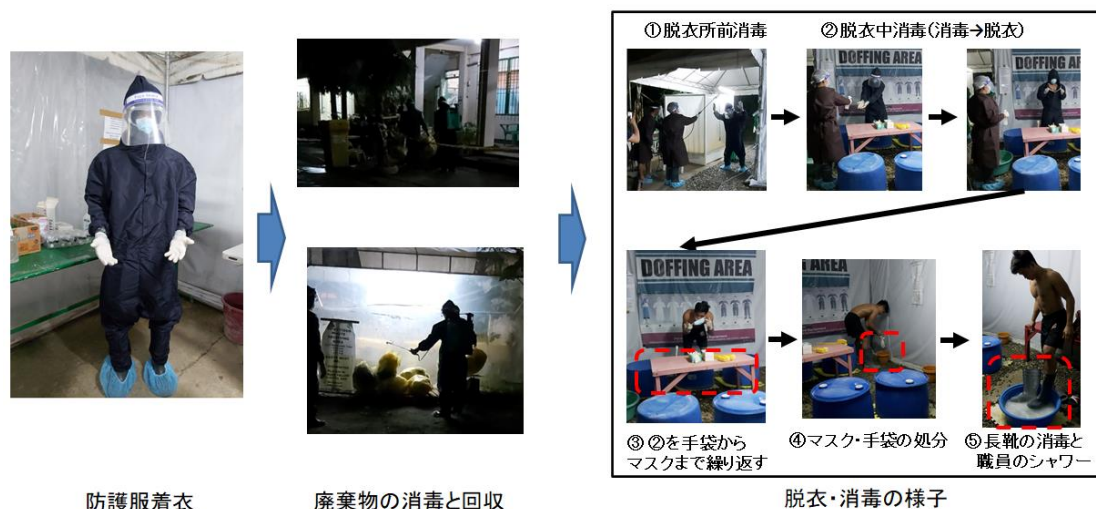 ①脱衣所前消毒
②脱衣中消毒(消毒→脱衣)
DOFFING AREA
DOFFING AREA
DOFFING AREA
AREA
③②を手袋から
マスクまで繰り返す
④マスク・手袋の処分
⑤長靴の消毒と
職員のシャワー
防護服着衣
廃棄物の消毒と回収
脱衣・消毒の様子